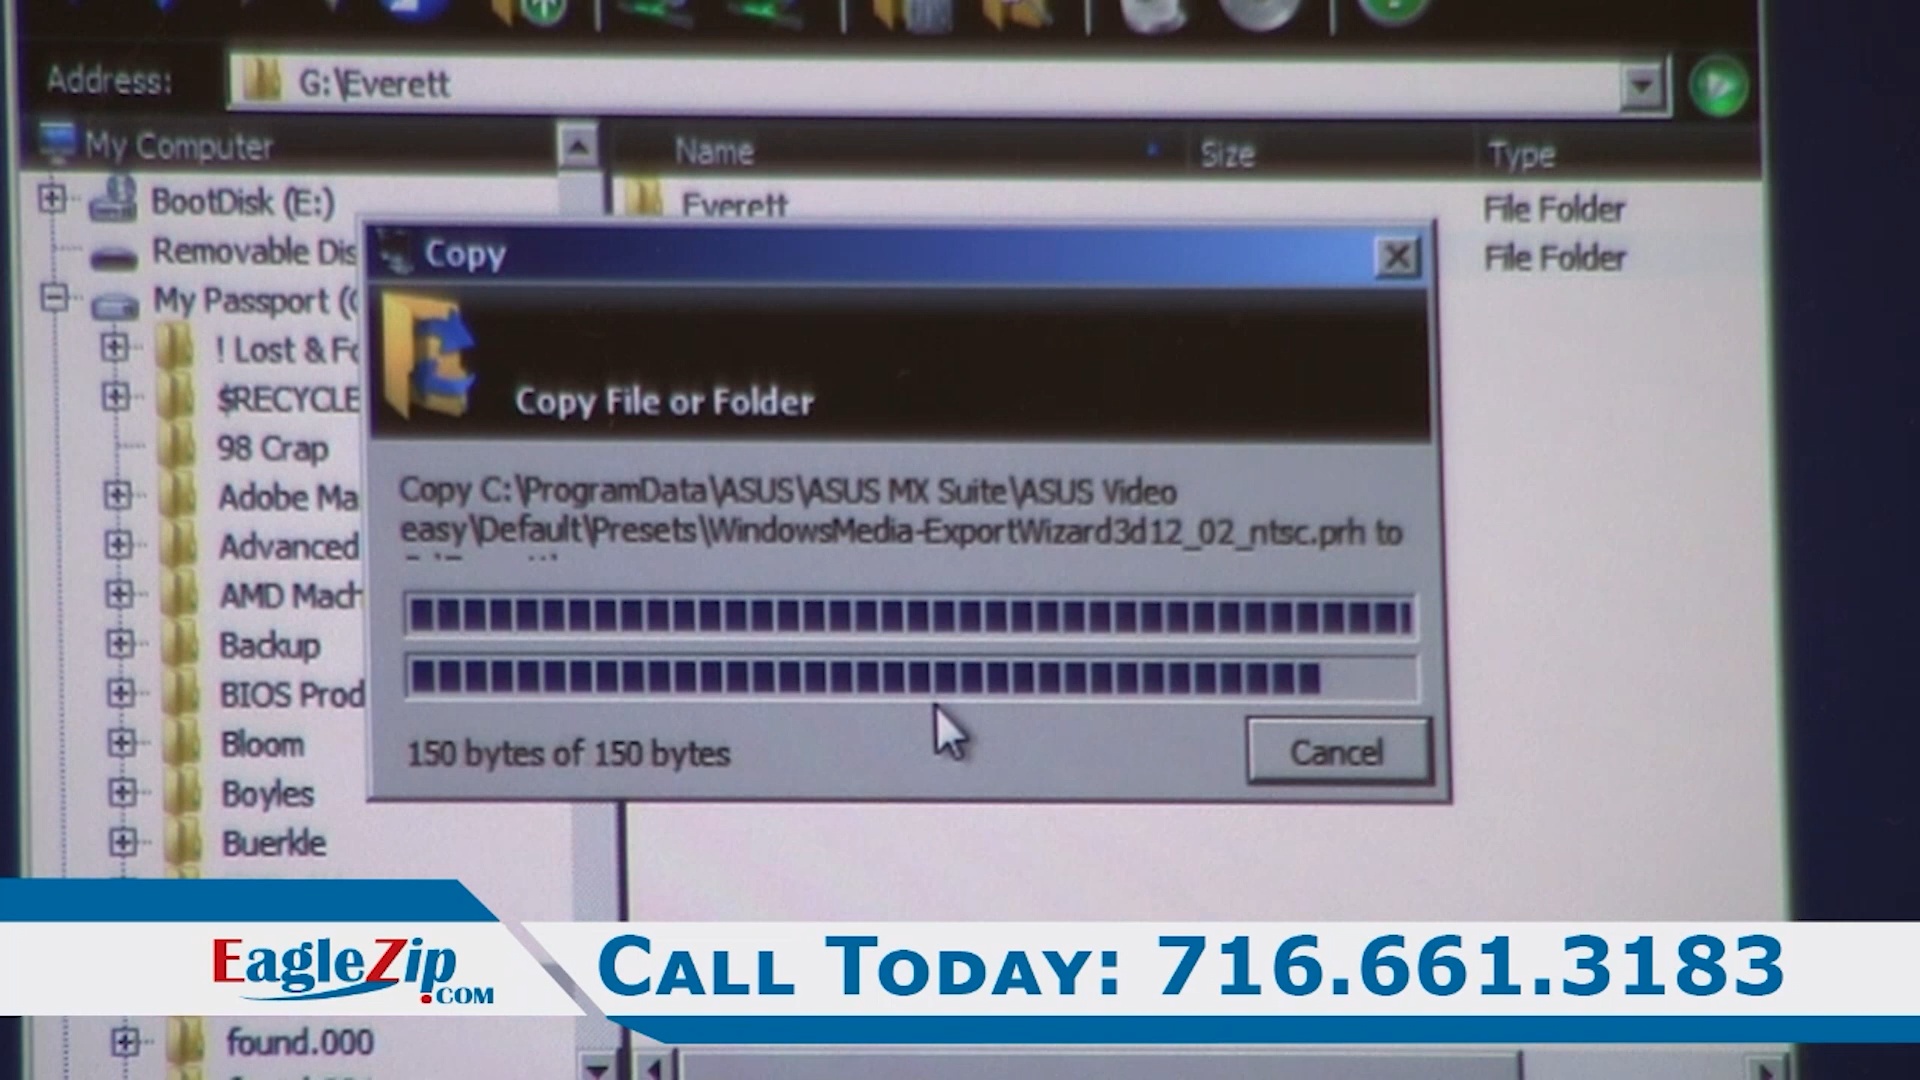 Address: G:\Everett
My Computer
Name Size Type
BootDisk (E:)
Everett File Folder
Removable Dis
File Folder
My Passport (
Copy
! Lost & Fo
$RECYCLE
Copy File or Folder
98 Crap
Adobe Ma
Copy C:\ProgramData\ASUS\ASUS MX Suite\ASUS Video
easy\Default\Presets\WindowsMedia-ExportWizard3d12_02_ntsc.prh to
Advanced
AMD Mach
Backup
BIOS Prod
Bloom
150 bytes of 150 bytes
Cancel
Boyles
Buerkle
EagleZip.com
Call Today: 716.661.3183
found.000